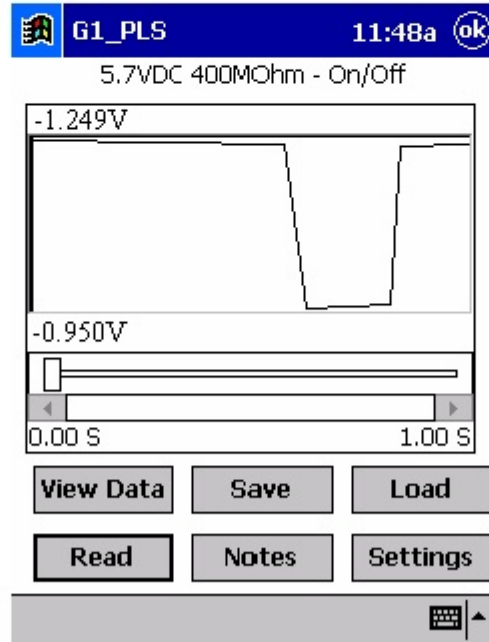 G1_PLS 11:48a ok
5.7VDC 400MOhm - On/Off
-1.249V
-0.950V
0.00 S 1.00 S
View Data Save Load
Read Notes Settings